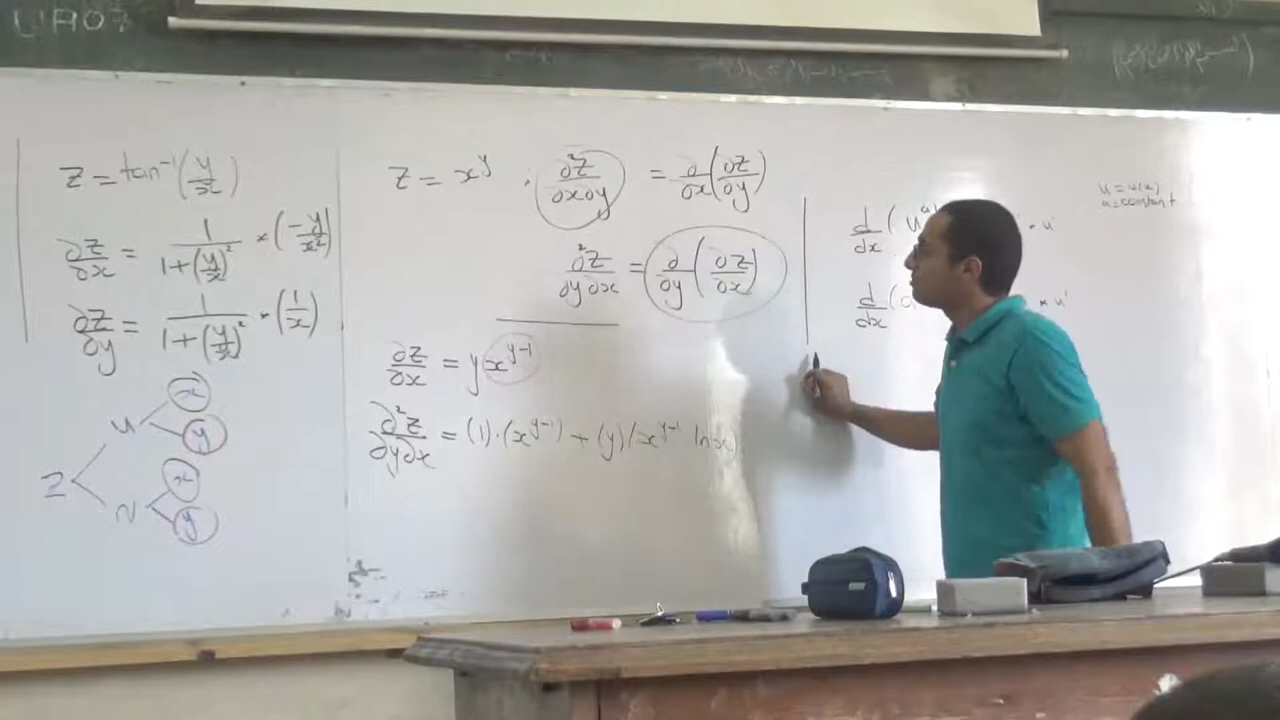 Z = tan⁻¹(y/x)
∂Z/∂x = 1/(1+(y/x)²) * (-y/x²)
∂Z/∂y = 1/(1+(y/x)²) * (1/x)
u x
y
Z
v x
y
Z = x^y ; ∂²Z/∂x∂y = ∂/∂x(∂Z/∂y)
∂²Z/∂y∂x = ∂/∂y(∂Z/∂x)
∂Z/∂x = y x^(y-1)
∂²Z/∂y∂x = (1)·(x^(y-1)) + (y)(x^(y-1) ln x)
d/dx (u^a * u'
d/dx (a * u'
u = u(x)
a = constant